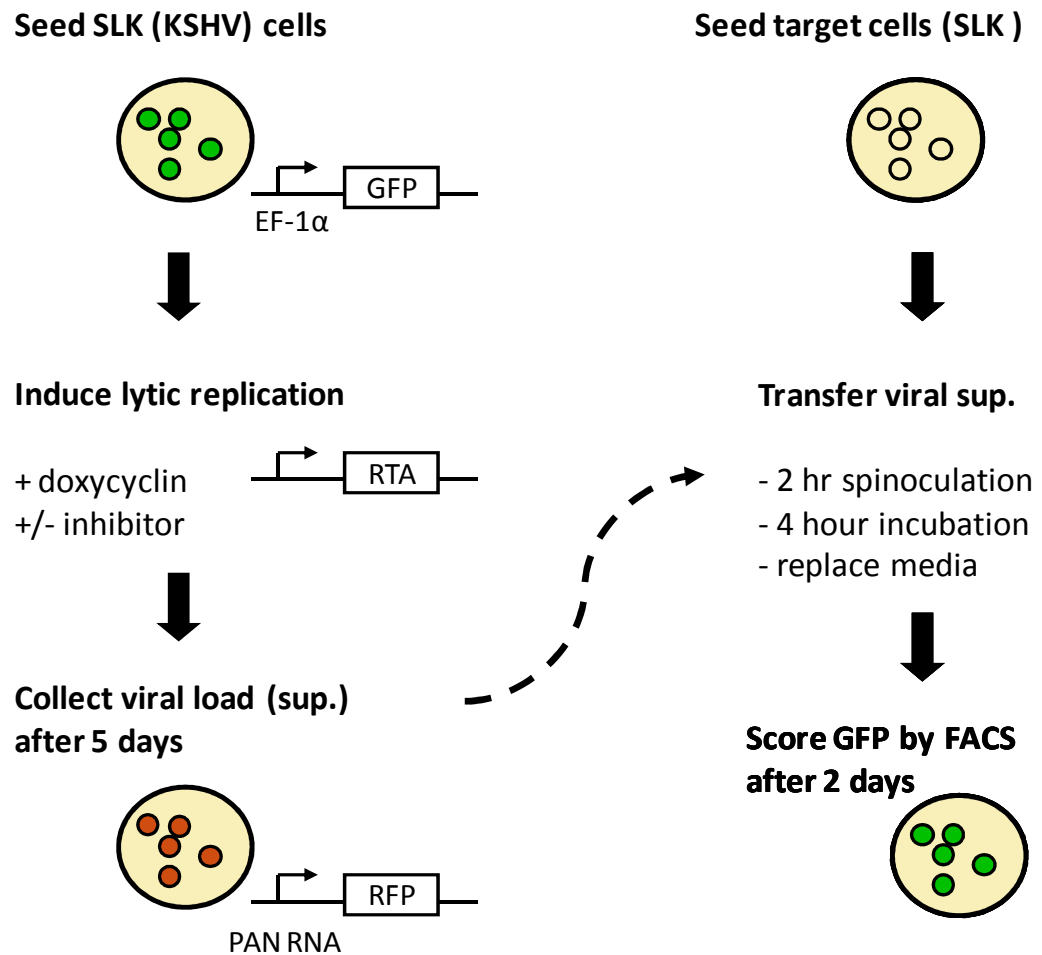 Seed SLK (KSHV) cells
GFP
EF-1α
Induce lytic replication
+ doxycyclin
+/- inhibitor
RTA
Collect viral load (sup.)
after 5 days
RFP
PAN RNA
Seed target cells (SLK )
Transfer viral sup.
- 2 hr spinoculation
- 4 hour incubation
- replace media
Score GFP by FACS
after 2 days